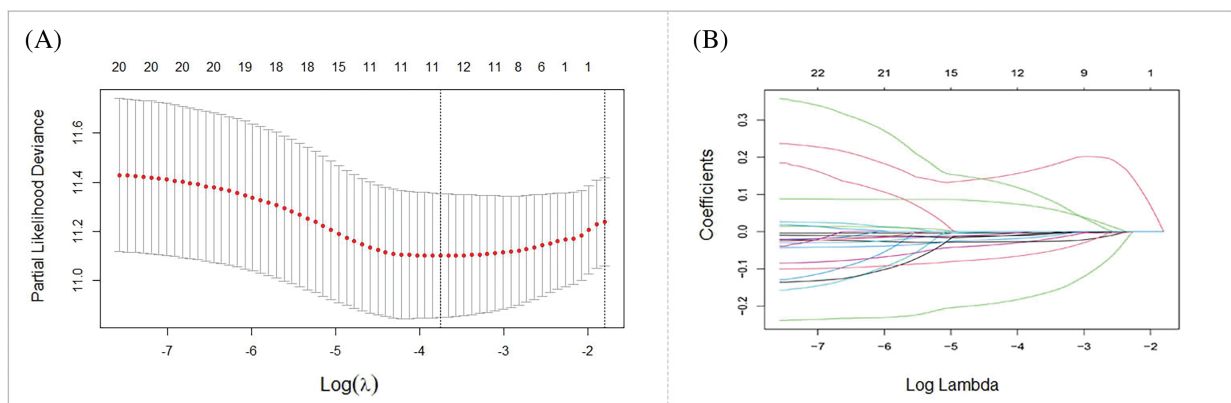 (A)
20 20 20 20 19 18 18 15 11 11 11 12 11 8 6 1 1
Partial Likelihood Deviance
11.6
11.4
11.2
11.0
-7 -6 -5 -4 -3 -2
Log(λ)
(B)
22 21 15 12 9 1
Coefficients
0.3
0.2
0.1
0.0
-0.1
-0.2
-7 -6 -5 -4 -3 -2
Log Lambda